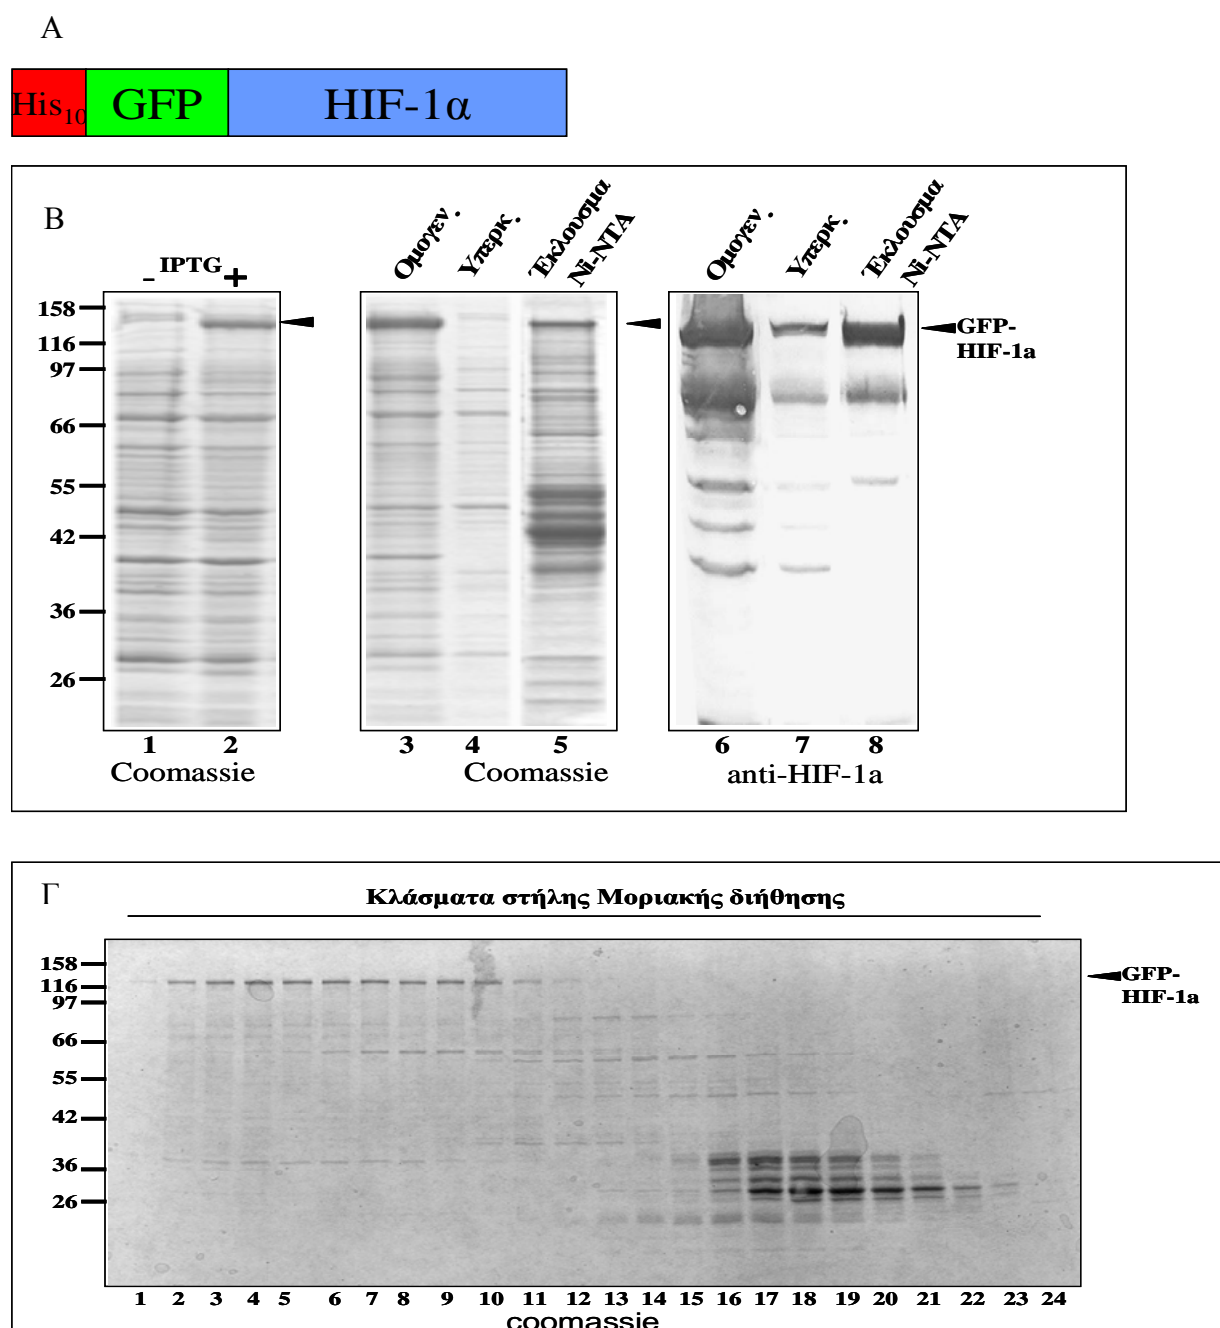 A
His10 GFP HIF-1α
B
IPTG
- +
Ομογεν. Υπερκ. Έκλουσμα Ni-NTA
Ομογεν. Υπερκ. Έκλουσμα Ni-NTA
158
116
97
66
55
42
36
26
GFP-
HIF-1a
1 2 3 4 5 6 7 8
Coomassie Coomassie anti-HIF-1a
Γ
Κλάσματα στήλης Μοριακής διήθησης
158
116
97
66
55
42
36
26
GFP-
HIF-1a
1 2 3 4 5 6 7 8 9 10 11 12 13 14 15 16 17 18 19 20 21 22 23 24
coomassie